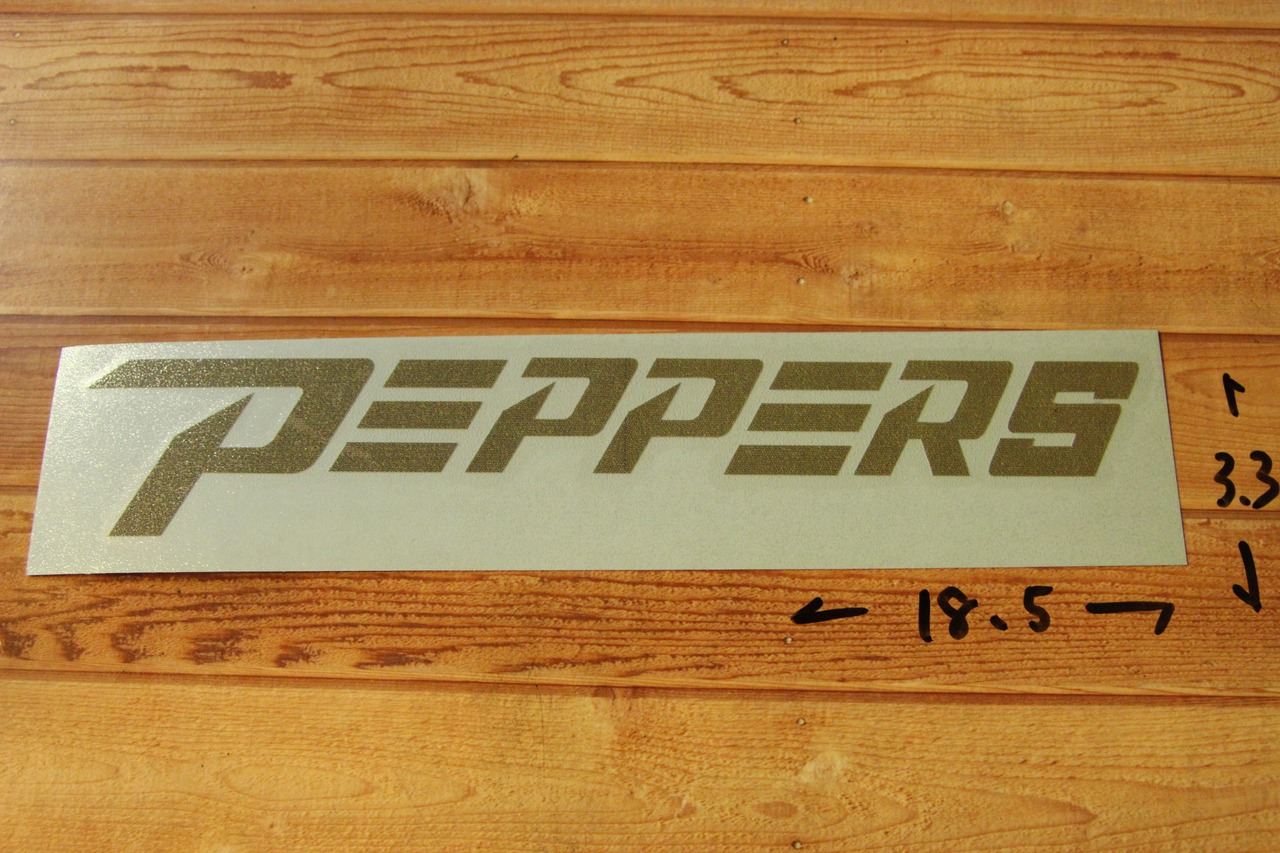 PEPPERS
3.3
← 18.5 →